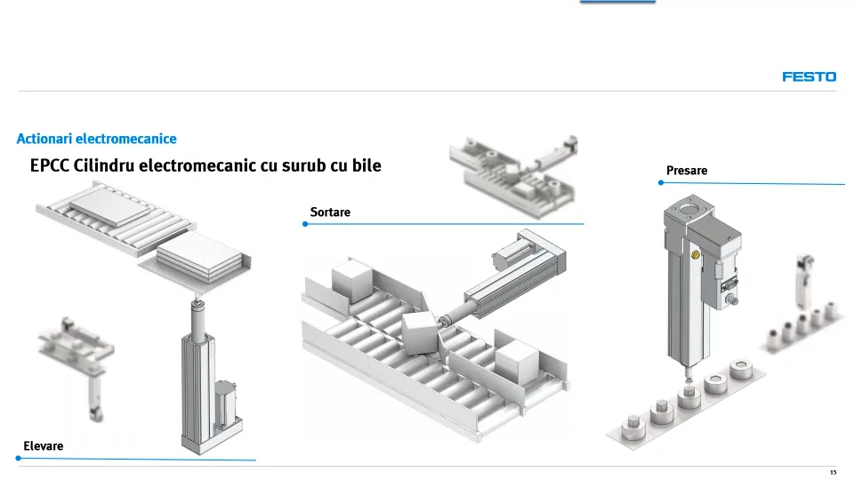 FESTO
Actionari electromecanice
EPCC Cilindru electromecanic cu surub cu bile
Presare
Sortare
Elevare
15